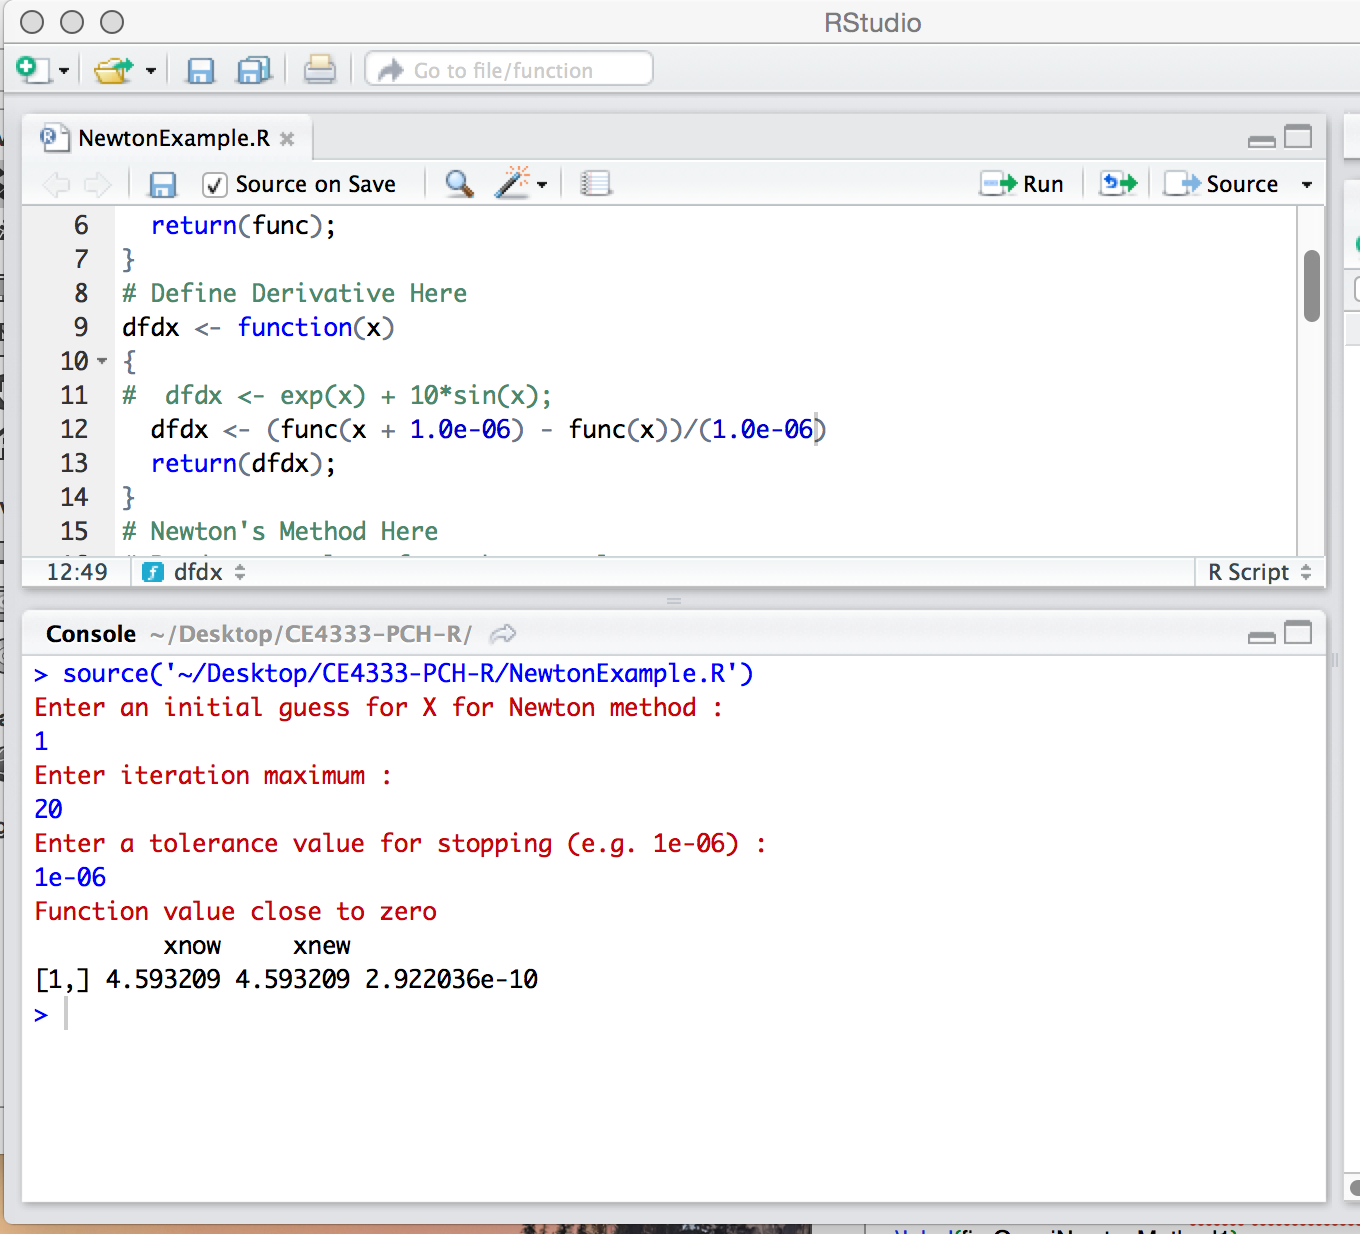 RStudio
Go to file/function
NewtonExample.R
Source on Save
Run
Source
6   return(func);
7 }
8 # Define Derivative Here
9 dfdx <- function(x)
10 {
11 #  dfdx <- exp(x) + 10*sin(x);
12   dfdx <- (func(x + 1.0e-06) - func(x))/(1.0e-06)
13   return(dfdx);
14 }
15 # Newton's Method Here
12:49 dfdx R Script
Console ~/Desktop/CE4333-PCH-R/
> source('~/Desktop/CE4333-PCH-R/NewtonExample.R')
Enter an initial guess for X for Newton method :
1
Enter iteration maximum :
20
Enter a tolerance value for stopping (e.g. 1e-06) :
1e-06
Function value close to zero
xnow xnew
[1,] 4.593209 4.593209 2.922036e-10
>